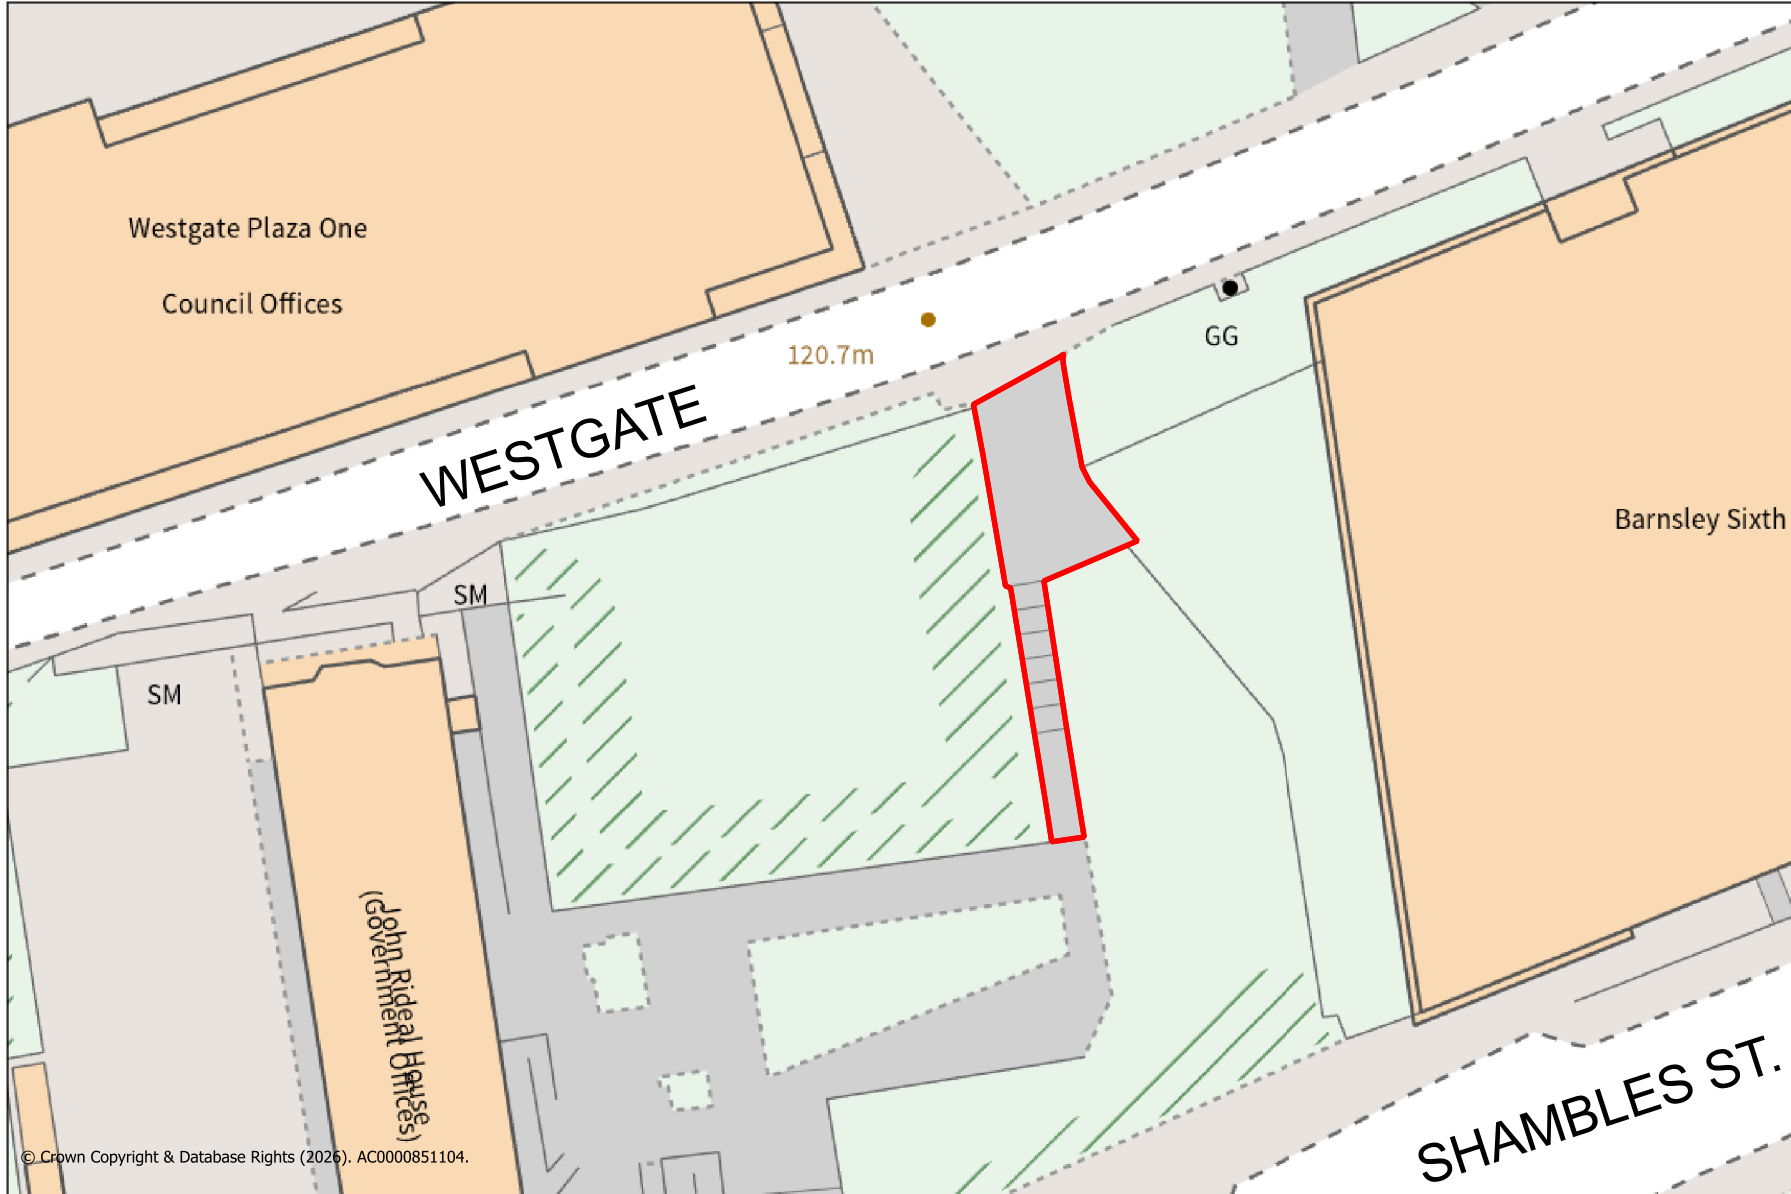 Westgate Plaza One
Council Offices
120.7m
WESTGATE
GG
Barnsley Sixth
SM
SM
John Rideal House
(Government Offices)
SHAMBLES ST.
© Crown Copyright & Database Rights (2026). AC0000851104.